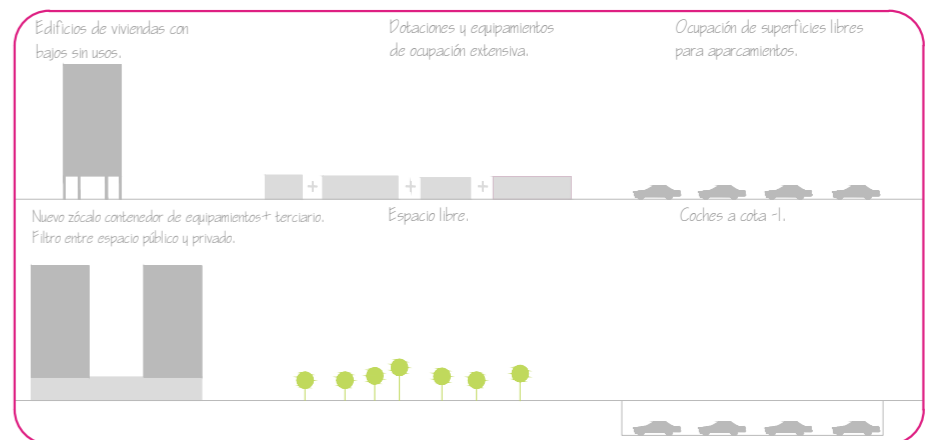 Edificios de viviendas con
bajos sin usos.
Dotaciones y equipamientos
de ocupación extensiva.
Ocupación de superficies libres
para aparcamientos.
+ + +
Nuevo zócalo contenedor de equipamientos+ terciario.
Filtro entre espacio público y privado.
Espacio libre.
Coches a cota -1.